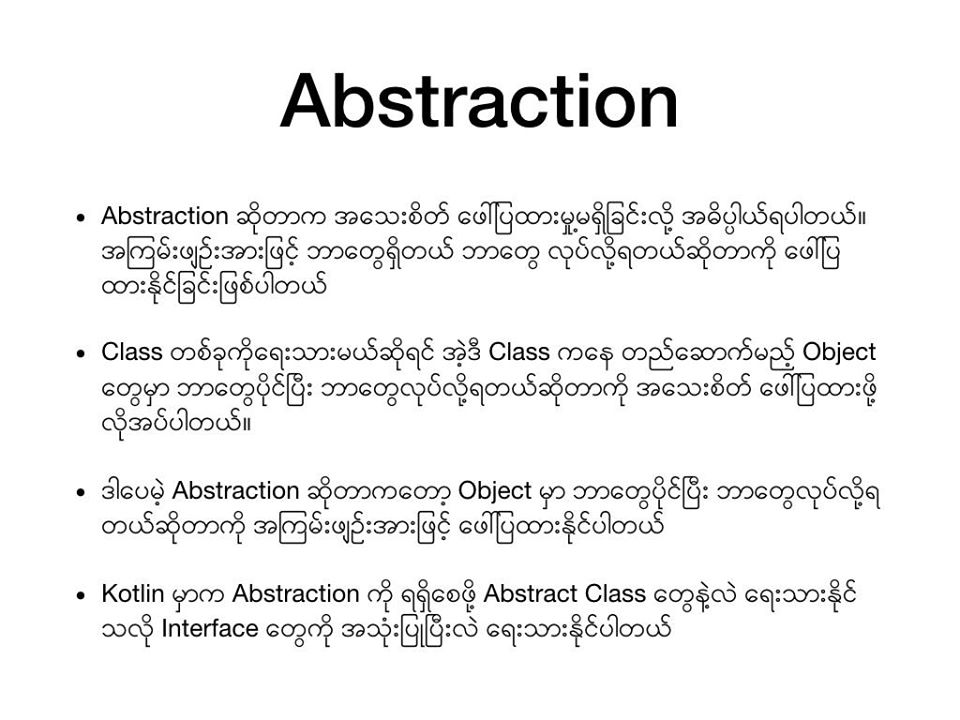 Abstraction
• Abstraction ဆိုတာက အသေးစိတ် ဖေါ်ပြထားမှု့မရှိခြင်းလို့ အဓိပ္ပါယ်ရပါတယ်။
အကြမ်းဖျဉ်းအားဖြင့် ဘာတွေရှိတယ် ဘာတွေ လုပ်လို့ရတယ်ဆိုတာကို ဖေါ်ပြ
ထားနိုင်ခြင်းဖြစ်ပါတယ်
• Class တစ်ခုကိုရေးသားမယ်ဆိုရင် အဲ့ဒီ Class ကနေ တည်ဆောက်မည့် Object
တွေမှာ ဘာတွေပိုင်ပြီး ဘာတွေလုပ်လို့ရတယ်ဆိုတာကို အသေးစိတ် ဖေါ်ပြထားဖို့
လိုအပ်ပါတယ်။
• ဒါပေမဲ့ Abstraction ဆိုတာကတော့ Object မှာ ဘာတွေပိုင်ပြီး ဘာတွေလုပ်လို့ရ
တယ်ဆိုတာကို အကြမ်းဖျဉ်းအားဖြင့် ဖေါ်ပြထားနိုင်ပါတယ်
• Kotlin မှာက Abstraction ကို ရရှိစေဖို့ Abstract Class တွေနဲ့လဲ ရေးသားနိုင်
သလို Interface တွေကို အသုံးပြုပြီးလဲ ရေးသားနိုင်ပါတယ်